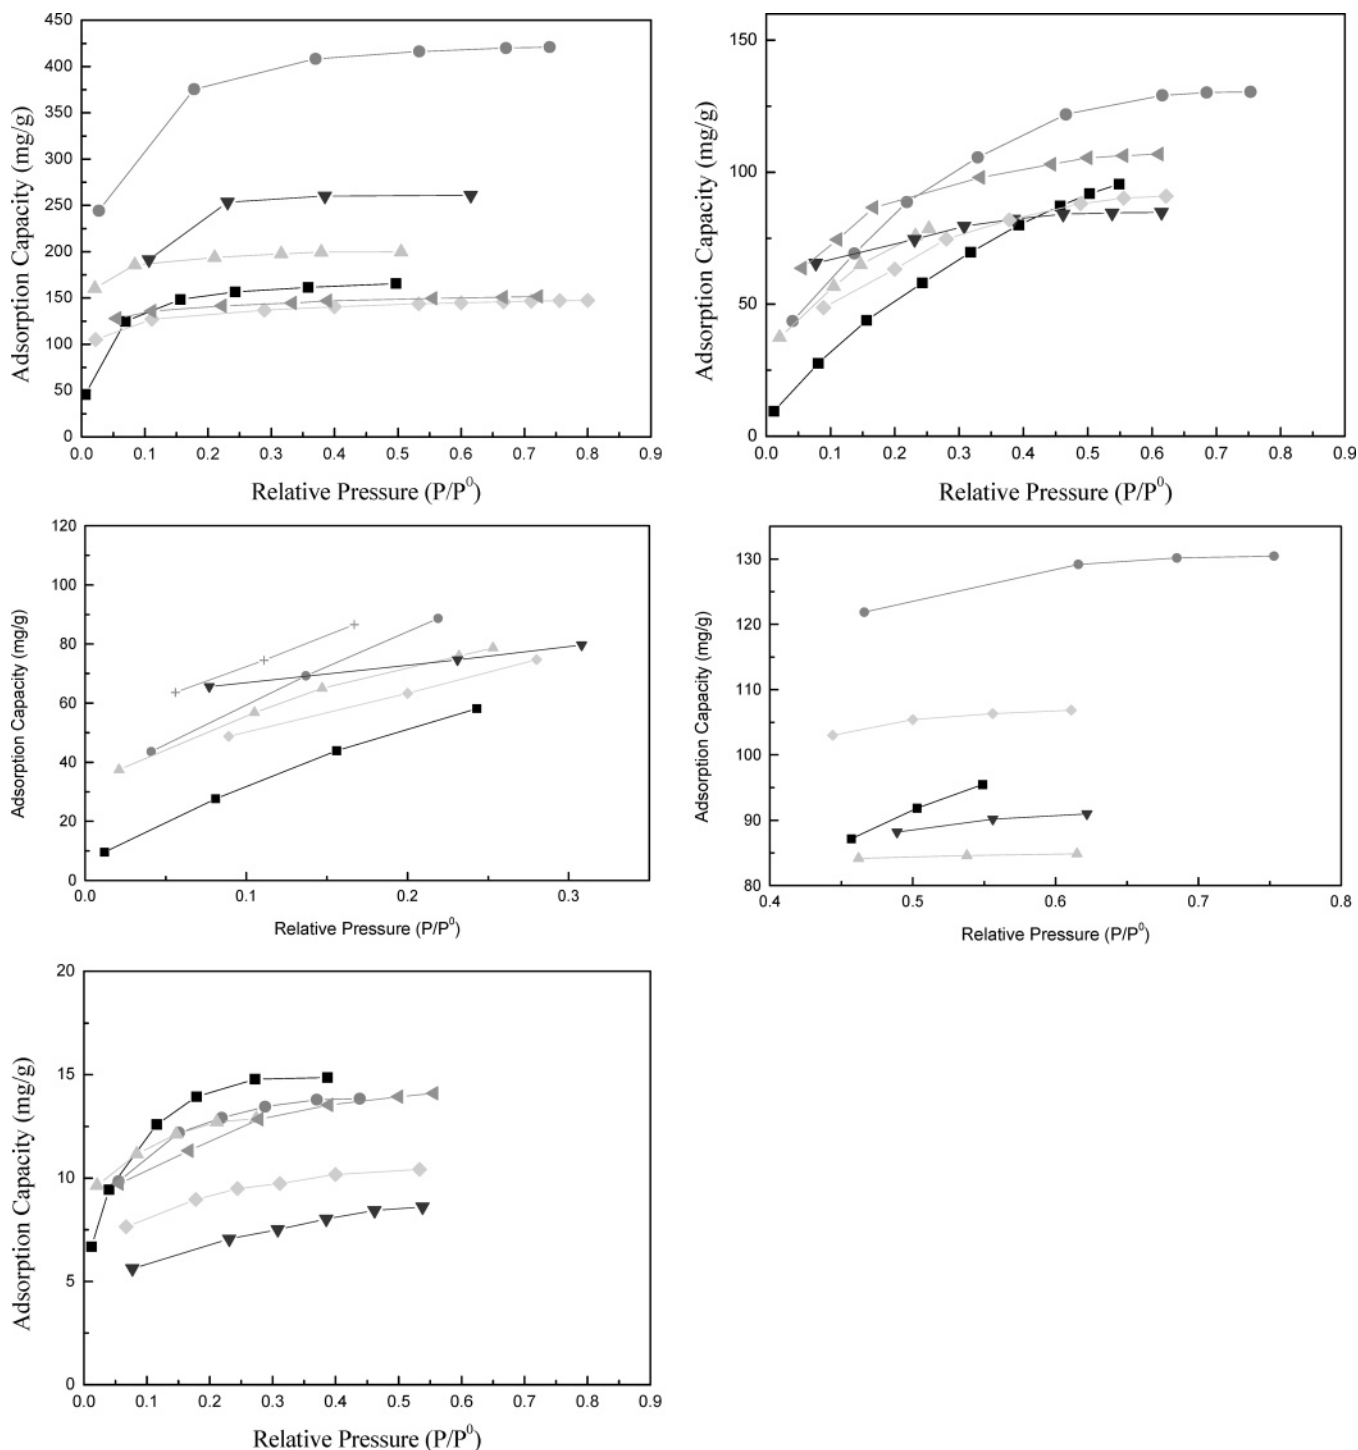 450
400
350
300
250
200
150
100
50
0
Adsorption Capacity (mg/g)
0.0 0.1 0.2 0.3 0.4 0.5 0.6 0.7 0.8 0.9
Relative Pressure (P/P⁰)
150
100
50
0
Adsorption Capacity (mg/g)
0.0 0.1 0.2 0.3 0.4 0.5 0.6 0.7 0.8 0.9
Relative Pressure (P/P⁰)
120
100
80
60
40
20
0
Adsorption Capacity (mg/g)
0.0 0.1 0.2 0.3
Relative Pressure (P/P⁰)
130
120
110
100
90
80
Adsorption Capacity (mg/g)
0.4 0.5 0.6 0.7 0.8
Relative Pressure (P/P⁰)
20
15
10
5
0
Adsorption Capacity (mg/g)
0.0 0.1 0.2 0.3 0.4 0.5 0.6 0.7 0.8 0.9
Relative Pressure (P/P⁰)